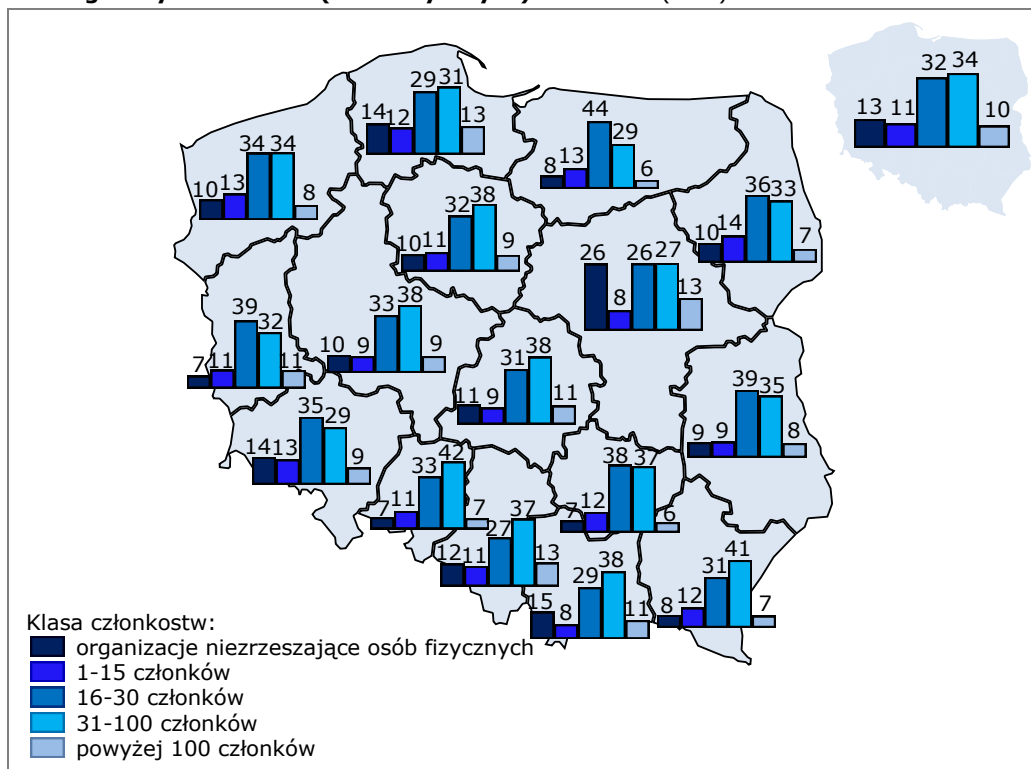 32 34
13 11 10
29 31
14 12 13
44
29
8 13 6
34 34
10 13 8
36 33
10 14 7
32 38
10 11 9
26 26 27
8 13
39
32
7 11 11
33 38
10 9 9
31 38
11 9 11
39 35
9 9 8
35
29
14 13 9
33 42
7 11 7
38 37
7 12 6
27 37
12 11 13
29 38
15 8 11
31 41
8 12 7
Klasa członkostw:
organizacje niezrzeszające osób fizycznych
1-15 członków
16-30 członków
31-100 członków
powyżej 100 członków